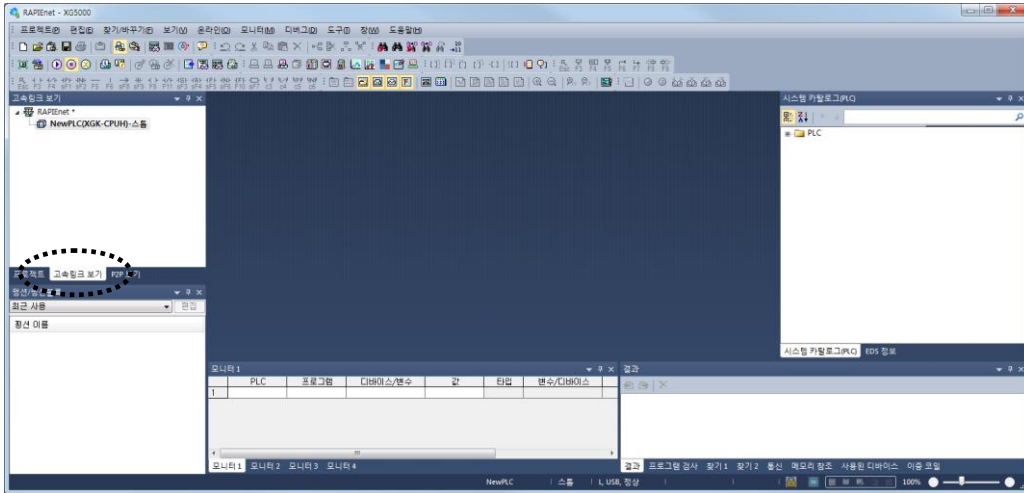 RAPIEnet - XG5000
프로젝트(P) 편집(E) 찾기/바꾸기(F) 보기(V) 온라인(O) 모니터(M) 디버그(D) 도구(T) 창(W) 도움말(H)
고속링크 보기
RAPIEnet *
NewPLC(XGK-CPUH)-스톱
프로젝트 고속링크 보기 P2P 보기
최근 사용 편집
펑션 이름
시스템 카탈로그(PLC)
PLC
시스템 카탈로그(PLC) EDS 정보
모니터 1
PLC 프로그램 디바이스/변수 값 타입 변수/디바이스
1
모니터 1 모니터 2 모니터 3 모니터 4
결과
결과 프로그램 검사 찾기 1 찾기 2 통신 메모리 참조 사용된 디바이스 이중 코일
NewPLC 스톱 L, USB, 정상 100%